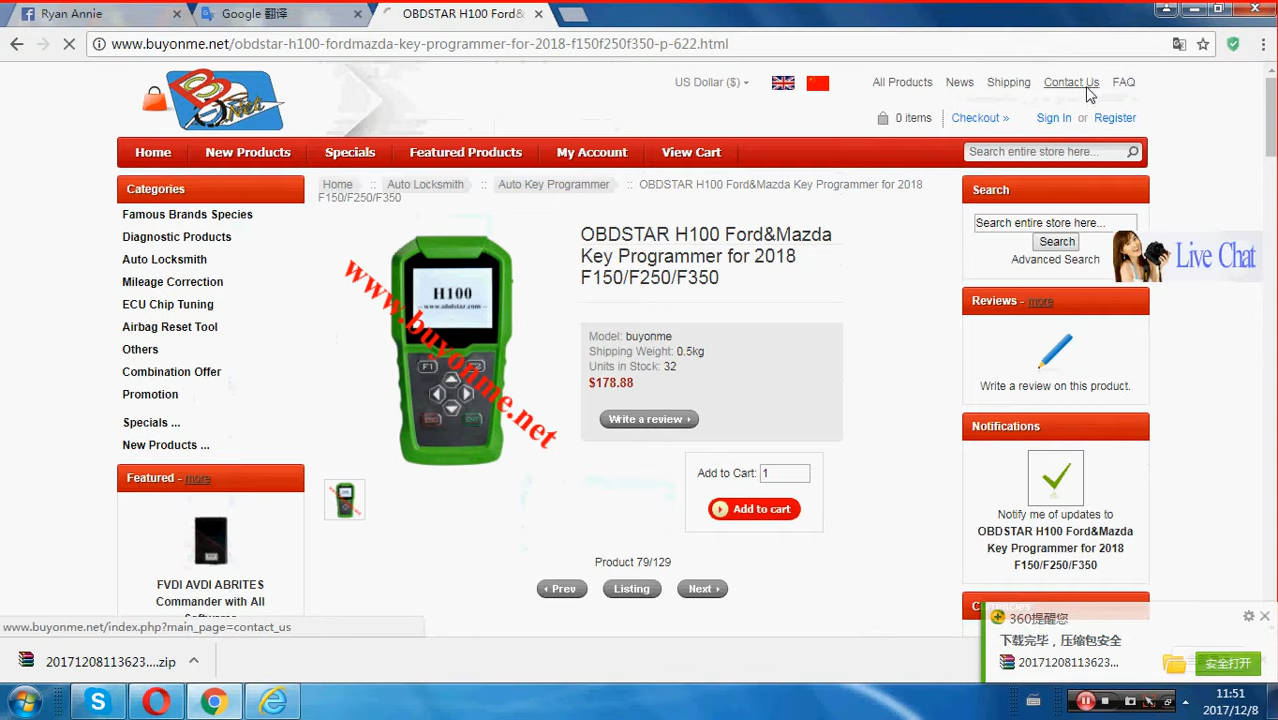 Ryan Annie
Google 翻译
OBDSTAR H100 Ford&
www.buyonme.net/obdstar-h100-fordmazda-key-programmer-for-2018-f150f250f350-p-622.html
US Dollar ($)
All Products News Shipping Contact Us FAQ
0 items Checkout » Sign In or Register
Home New Products Specials Featured Products My Account View Cart
Search entire store here...
Categories
Famous Brands Species
Diagnostic Products
Auto Locksmith
Mileage Correction
ECU Chip Tuning
Airbag Reset Tool
Others
Combination Offer
Promotion
Specials ...
New Products ...
Featured - more
FVDI AVDI ABRITES
Commander with All
Home :: Auto Locksmith :: Auto Key Programmer :: OBDSTAR H100 Ford&Mazda Key Programmer for 2018
F150/F250/F350
H100
www.obdstar.com
F1
www.buyonme.net
OBDSTAR H100 Ford&Mazda
Key Programmer for 2018
F150/F250/F350
Model: buyonme
Shipping Weight: 0.5kg
Units in Stock: 32
$178.88
Write a review
Add to Cart: 1
Add to cart
Product 79/129
Prev
Listing
Next
Search
Search entire store here...
Search
Advanced Search
Live Chat
Reviews - more
Write a review on this product.
Notifications
Notify me of updates to
OBDSTAR H100 Ford&Mazda
Key Programmer for 2018
F150/F250/F350
www.buyonme.net/index.php?main_page=contact_us
20171208113623....zip
360提醒您
下载完毕，压缩包安全
20171208113623...
安全打开
11:51
2017/12/8